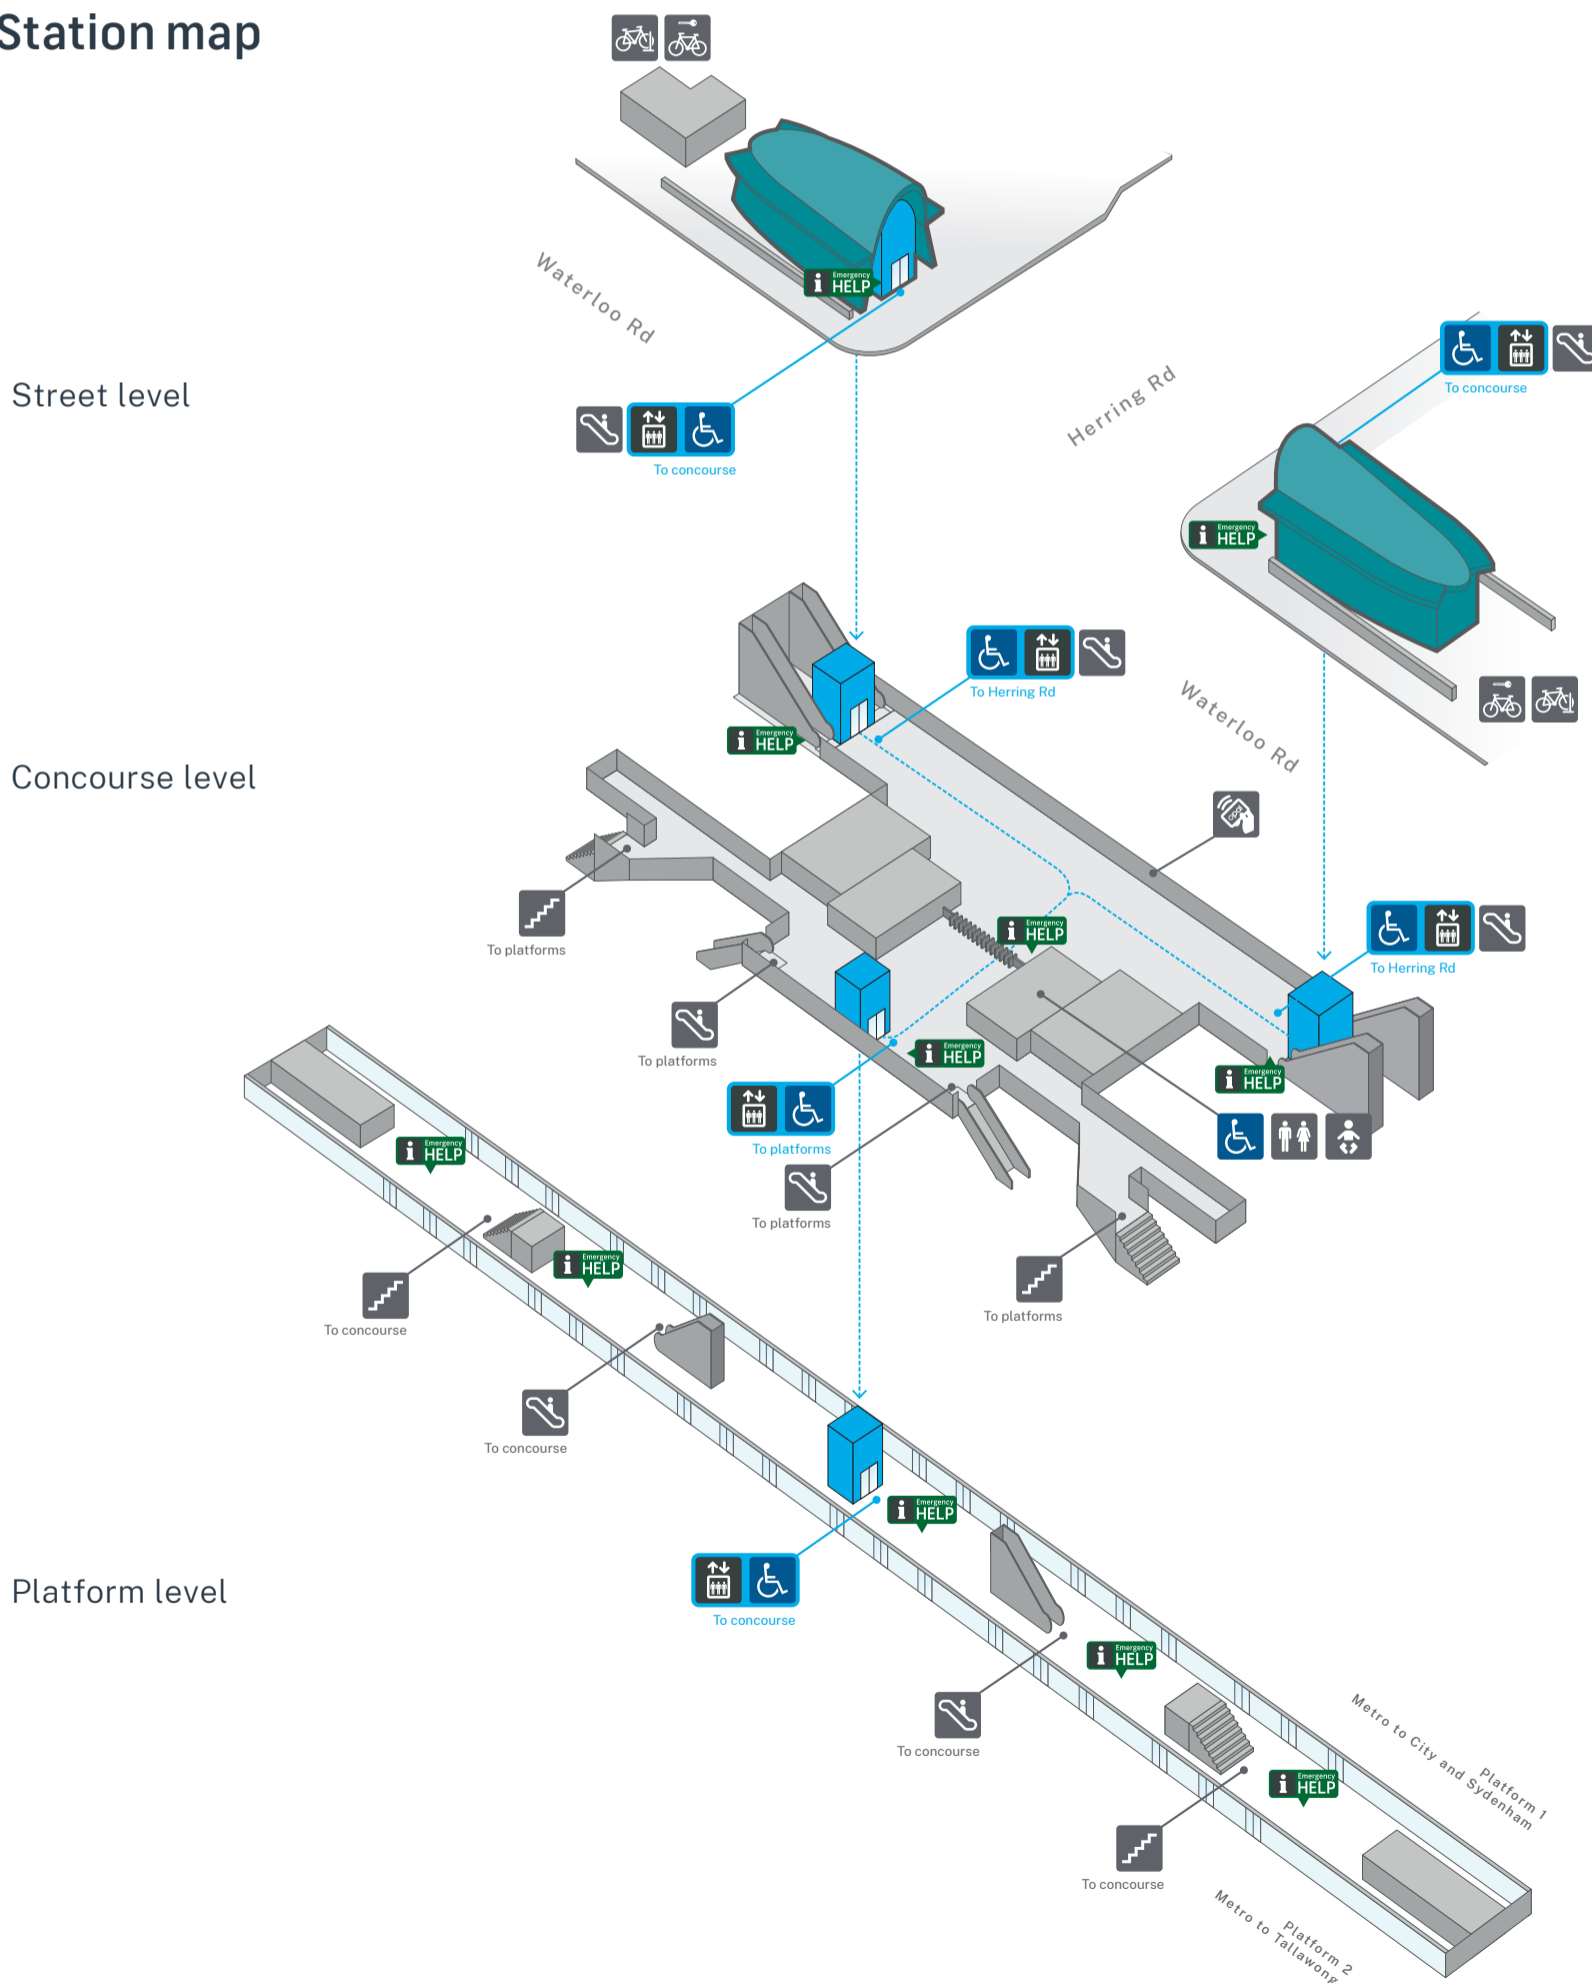 Station map
Waterloo Rd
Emergency
HELP
Herring Rd
To concourse
Street level
To concourse
Emergency
HELP
To Herring Rd
Waterloo Rd
Emergency
HELP
Concourse level
opal
Emergency
HELP
To platforms
To Herring Rd
Emergency
HELP
To platforms
Emergency
HELP
Emergency
HELP
To platforms
To platforms
Emergency
HELP
To platforms
To concourse
To concourse
Emergency
HELP
Platform level
To concourse
Emergency
HELP
To concourse
Emergency
HELP
To concourse
Platform 1
Metro to City and Sydenham
Platform 2
Metro to Tallawong